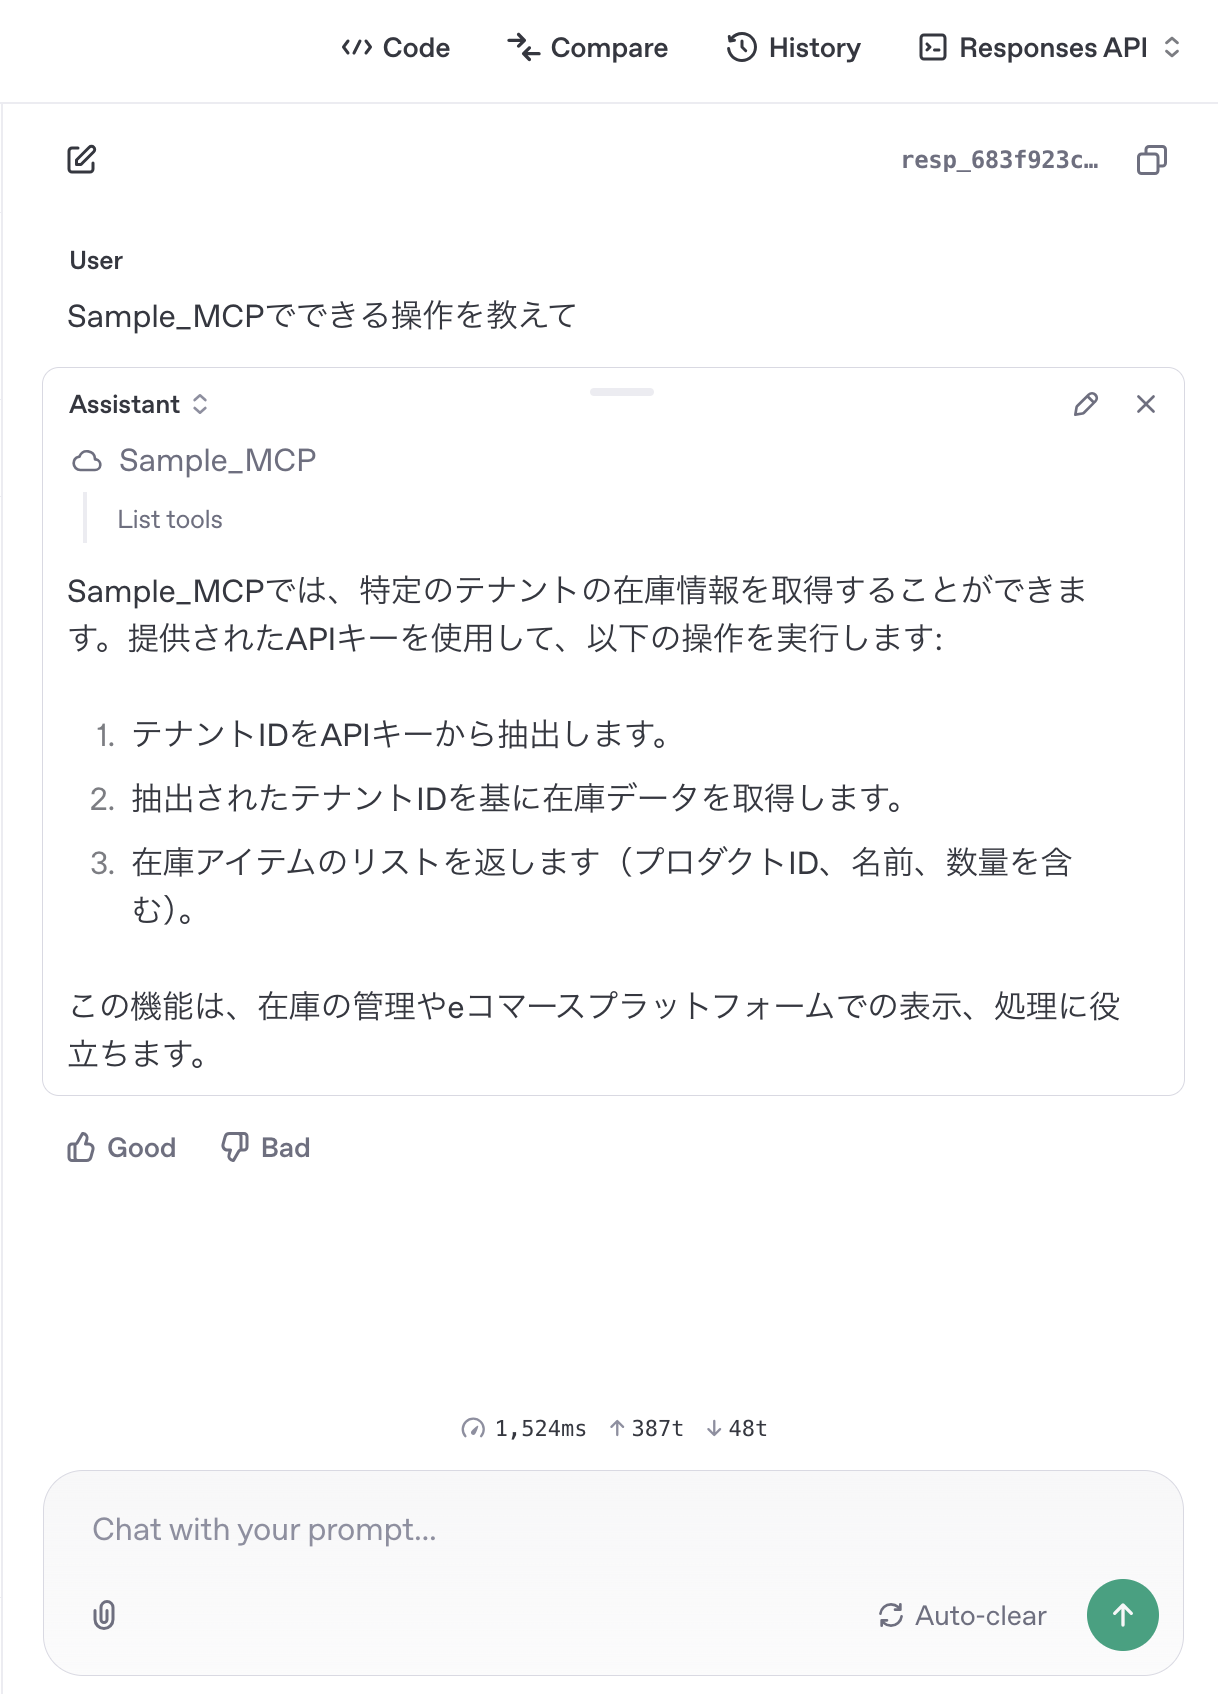 Code Compare History Responses API
resp_683f923c…
User
Sample_MCPでできる操作を教えて
Assistant
Sample_MCP
List tools
Sample_MCPでは、特定のテナントの在庫情報を取得することができま
す。提供されたAPIキーを使用して、以下の操作を実行します:
1. テナントIDをAPIキーから抽出します。
2. 抽出されたテナントIDを基に在庫データを取得します。
3. 在庫アイテムのリストを返します（プロダクトID、名前、数量を含
む）。
この機能は、在庫の管理やeコマースプラットフォームでの表示、処理に役
立ちます。
Good Bad
1,524ms ↑387t ↓48t
Chat with your prompt...
Auto-clear